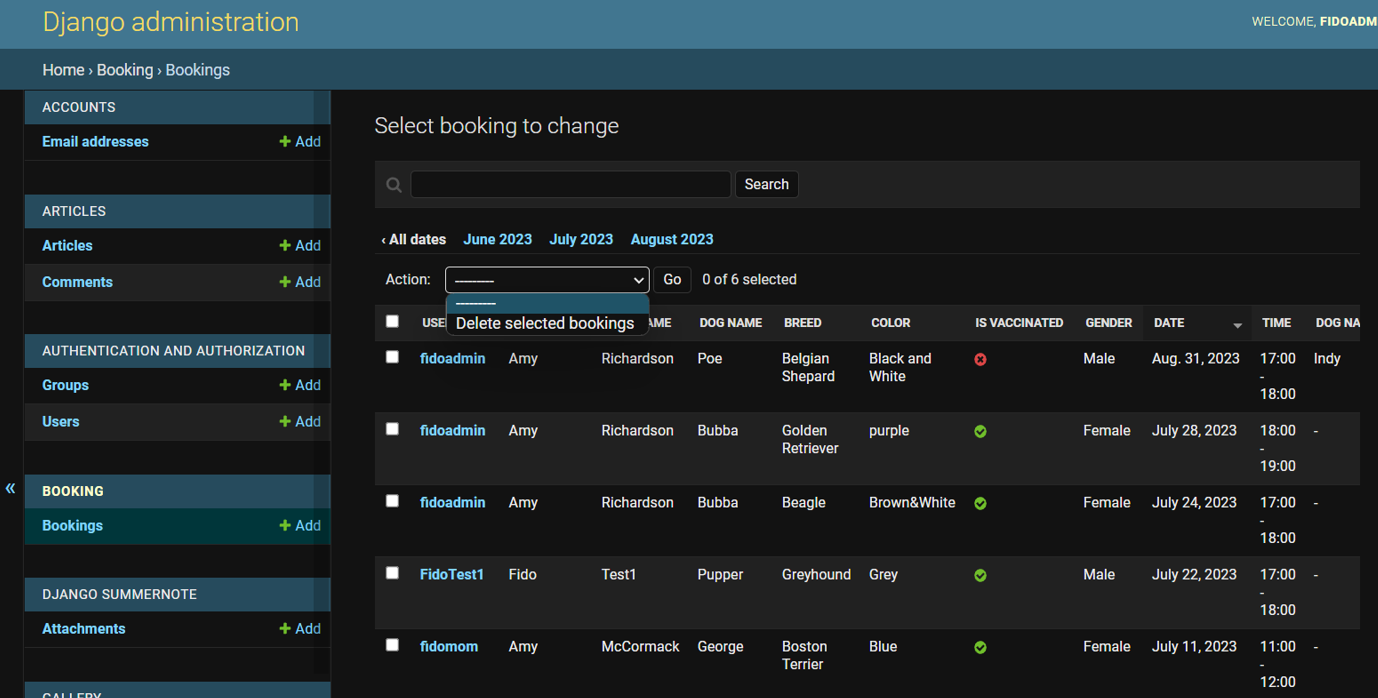 Django administration
WELCOME, FIDOADM
Home › Booking › Bookings
ACCOUNTS
Email addresses + Add
ARTICLES
Articles + Add
Comments + Add
AUTHENTICATION AND AUTHORIZATION
Groups + Add
Users + Add
«
BOOKING
Bookings + Add
DJANGO SUMMERNOTE
Attachments + Add
GALLERY
Select booking to change
Search
‹ All dates June 2023 July 2023 August 2023
Action: --------- Go 0 of 6 selected
---------
Delete selected bookings
USE AME DOG NAME BREED COLOR IS VACCINATED GENDER DATE TIME DOG NA
fidoadmin Amy Richardson Poe Belgian Black and Male Aug. 31, 2023 17:00 Indy
Shepherd White -
18:00
fidoadmin Amy Richardson Bubba Golden purple Female July 28, 2023 18:00 -
Retriever -
19:00
fidoadmin Amy Richardson Bubba Beagle Brown&White Female July 24, 2023 17:00 -
-
18:00
FidoTest1 Fido Test1 Pupper Greyhound Grey Male July 22, 2023 17:00 -
-
18:00
fidomom Amy McCormack George Boston Blue Female July 11, 2023 11:00 -
Terrier -
12:00